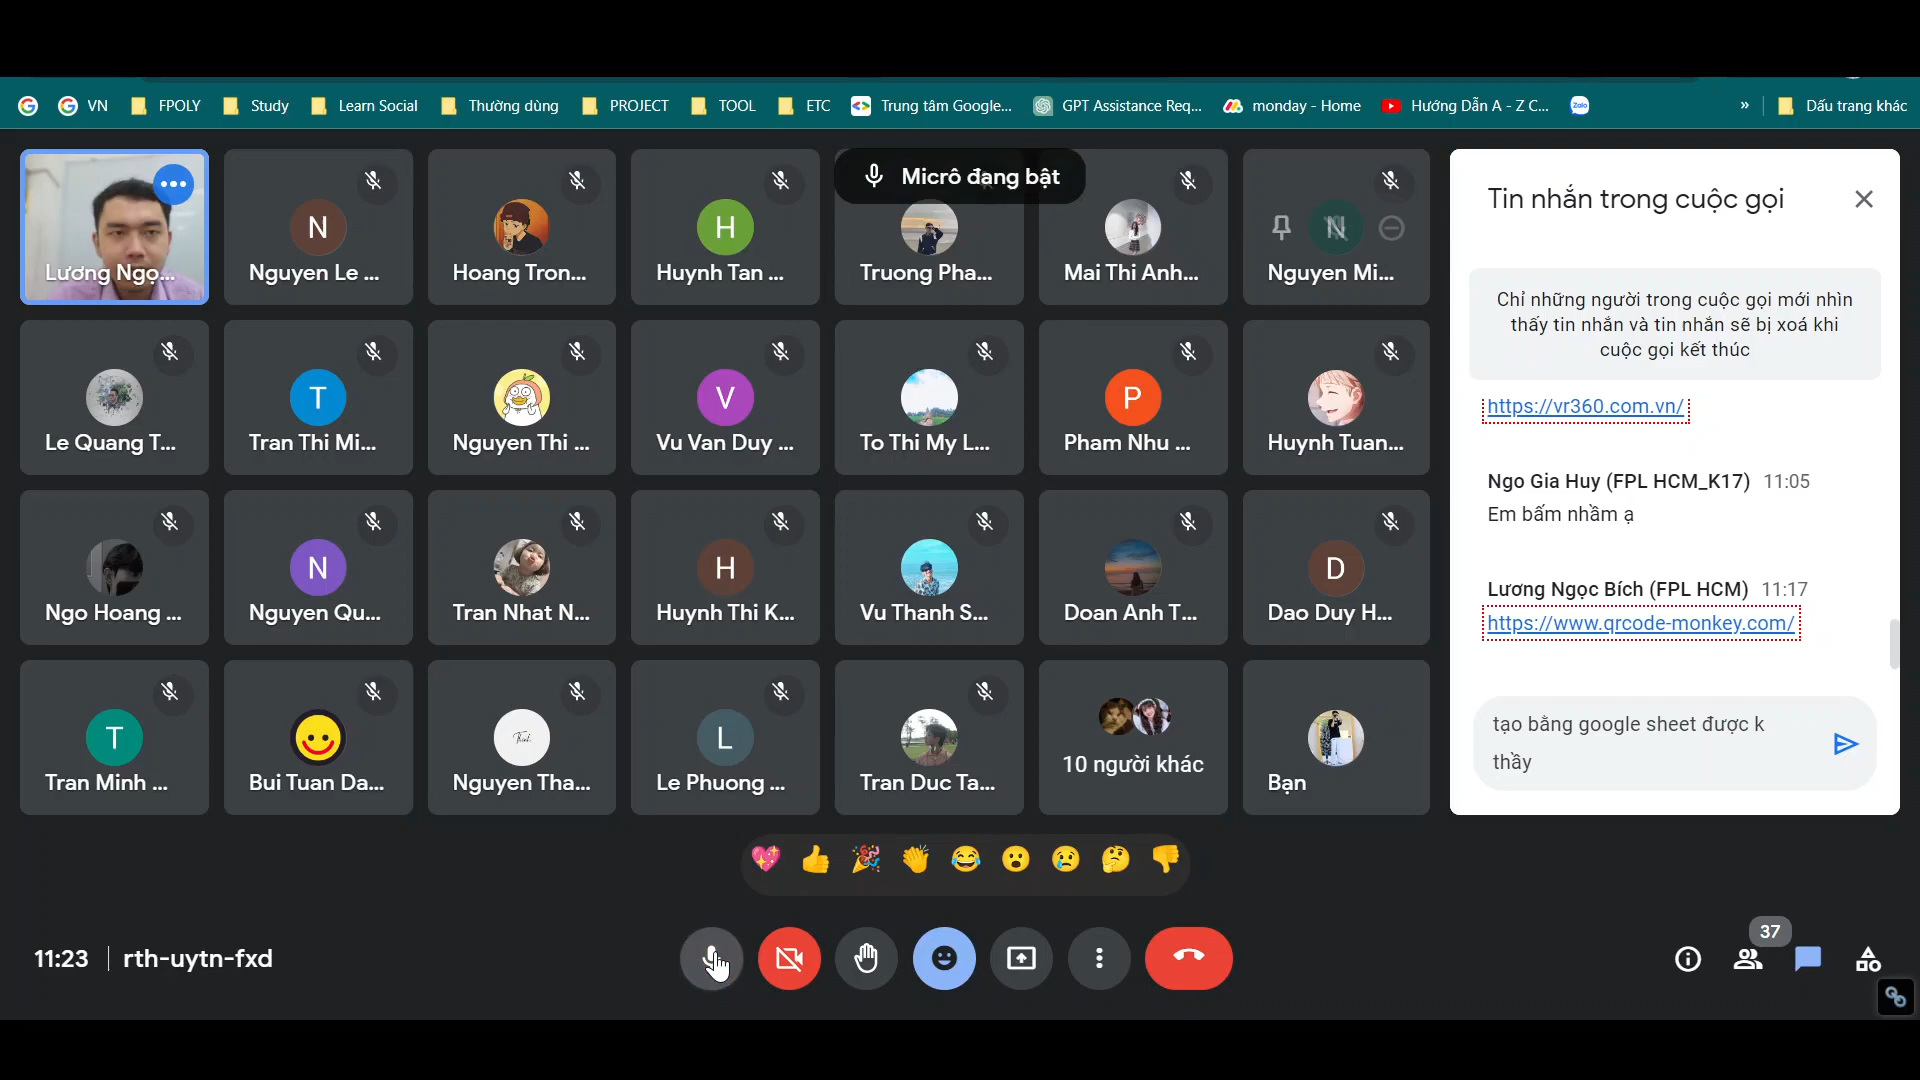 VN
FPOLY
Study
Learn Social
Thường dùng
PROJECT
TOOL
ETC
Trung tâm Google...
GPT Assistance Req...
monday - Home
Hướng Dẫn A - Z C...
Zalo
»
Dấu trang khác
Micrô đang bật
Lương Ngọ...
N
Nguyen Le ...
Hoang Tron...
H
Huynh Tan ...
Truong Pha...
Mai Thi Anh...
N
Nguyen Mi...
Le Quang T...
T
Tran Thi Mi...
Nguyen Thi ...
V
Vu Van Duy ...
To Thi My L...
P
Pham Nhu ...
Huynh Tuan...
Ngo Hoang ...
N
Nguyen Qu...
Tran Nhat N...
H
Huynh Thi K...
Vu Thanh S...
Doan Anh T...
D
Dao Duy H...
T
Tran Minh ...
Bui Tuan Da...
Nguyen Tha...
L
Le Phuong ...
Tran Duc Ta...
10 người khác
Bạn
Tin nhắn trong cuộc gọi
Chỉ những người trong cuộc gọi mới nhìn
thấy tin nhắn và tin nhắn sẽ bị xoá khi
cuộc gọi kết thúc
https://vr360.com.vn/
Ngo Gia Huy (FPL HCM_K17) 11:05
Em bấm nhầm ạ
Lương Ngọc Bích (FPL HCM) 11:17
https://www.qrcode-monkey.com/
tạo bằng google sheet được k
thầy
11:23 | rth-uytn-fxd
37